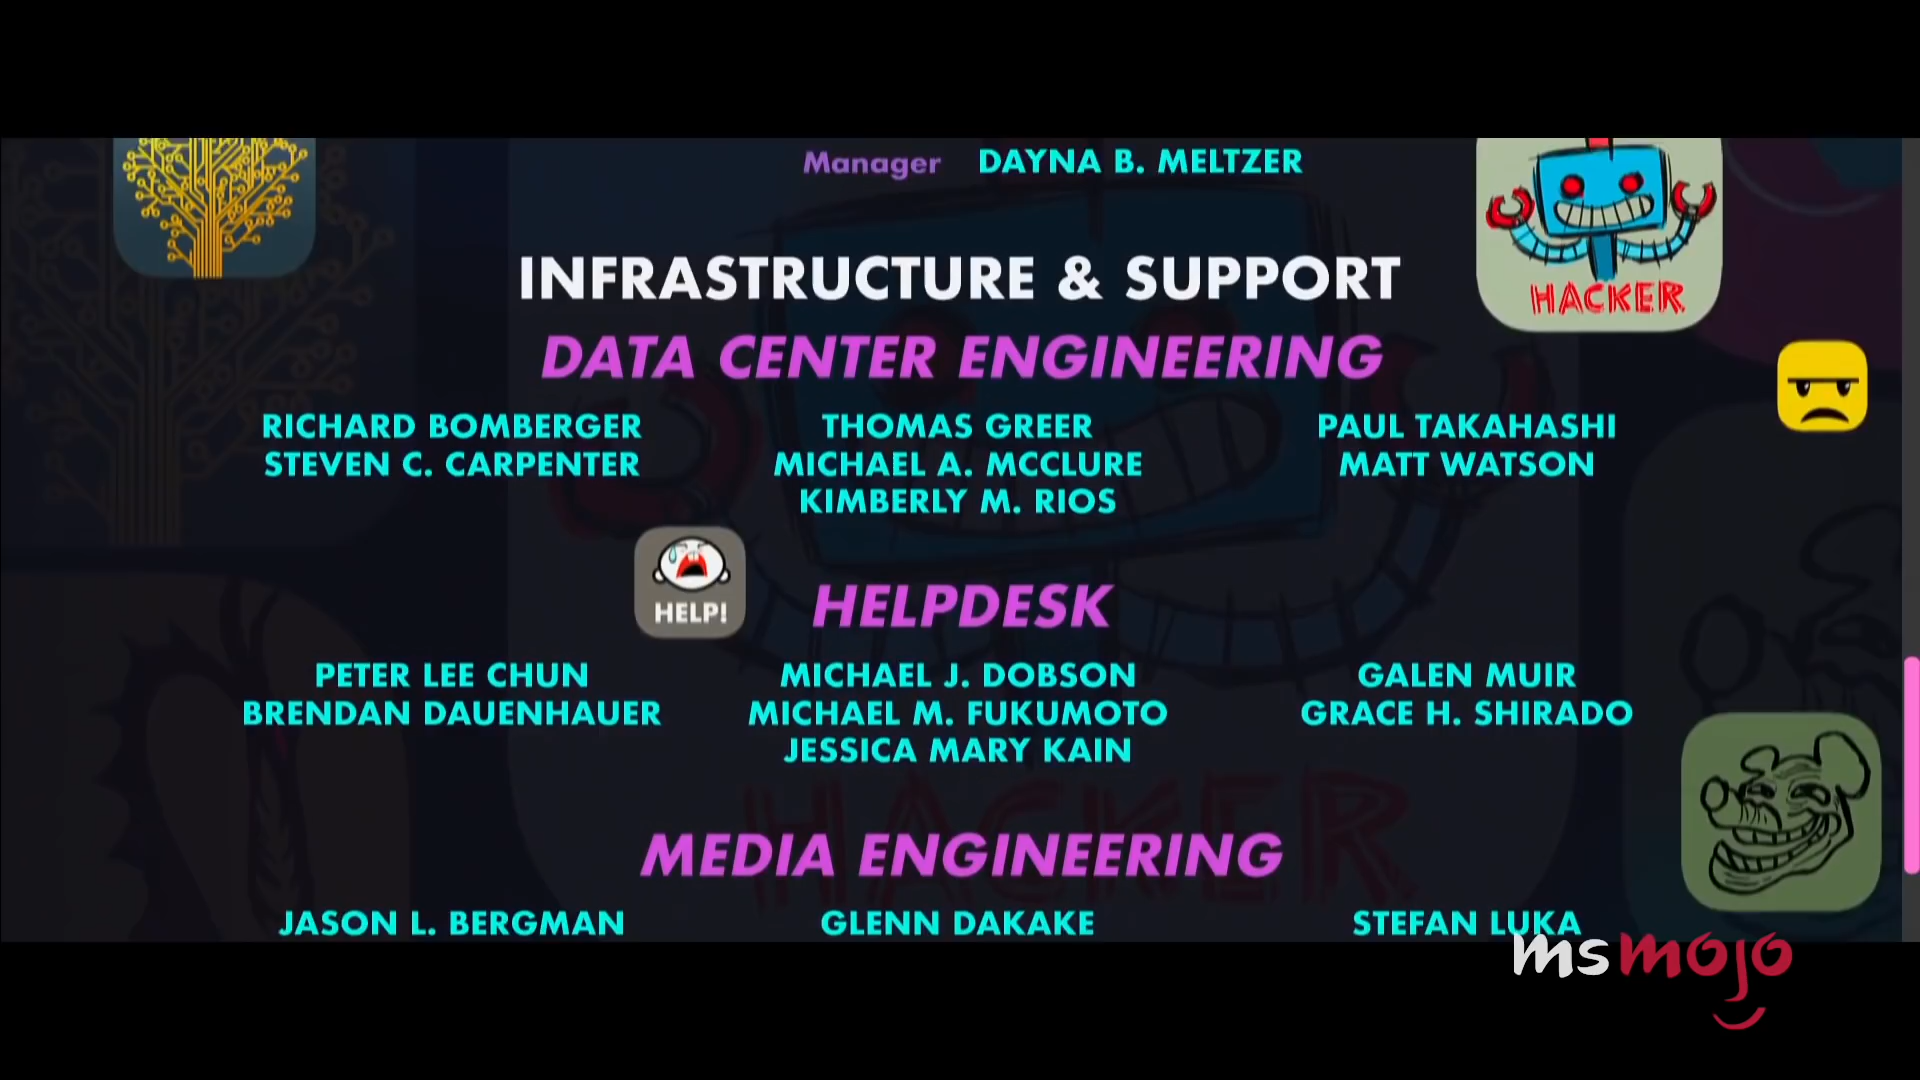 Manager DAYNA B. MELTZER
HACKER
INFRASTRUCTURE & SUPPORT
DATA CENTER ENGINEERING
RICHARD BOMBERGER THOMAS GREER PAUL TAKAHASHI
STEVEN C. CARPENTER MICHAEL A. MCCLURE MATT WATSON
KIMBERLY M. RIOS
HELP!
HELPDESK
PETER LEE CHUN MICHAEL J. DOBSON GALEN MUIR
BRENDAN DAUENHAUER MICHAEL M. FUKUMOTO GRACE H. SHIRADO
JESSICA MARY KAIN
HACKER
MEDIA ENGINEERING
JASON L. BERGMAN GLENN DAKAKE STEFAN LUKA
msmojo